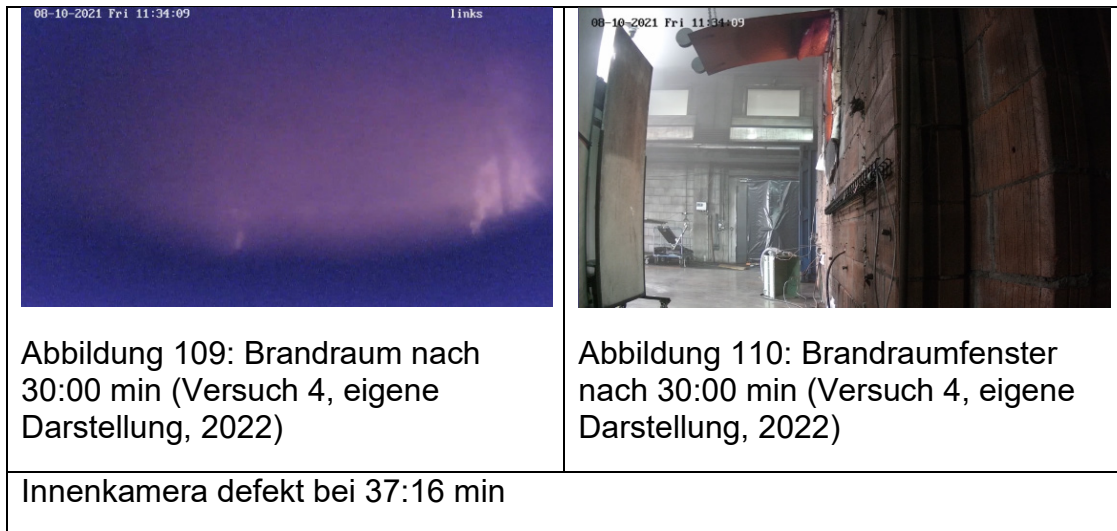 08-10-2021 Fri 11:34:09
links
08-10-2021 Fri 11:34:09
Abbildung 109: Brandraum nach
30:00 min (Versuch 4, eigene
Darstellung, 2022)
Abbildung 110: Brandraumfenster
nach 30:00 min (Versuch 4, eigene
Darstellung, 2022)
Innenkamera defekt bei 37:16 min